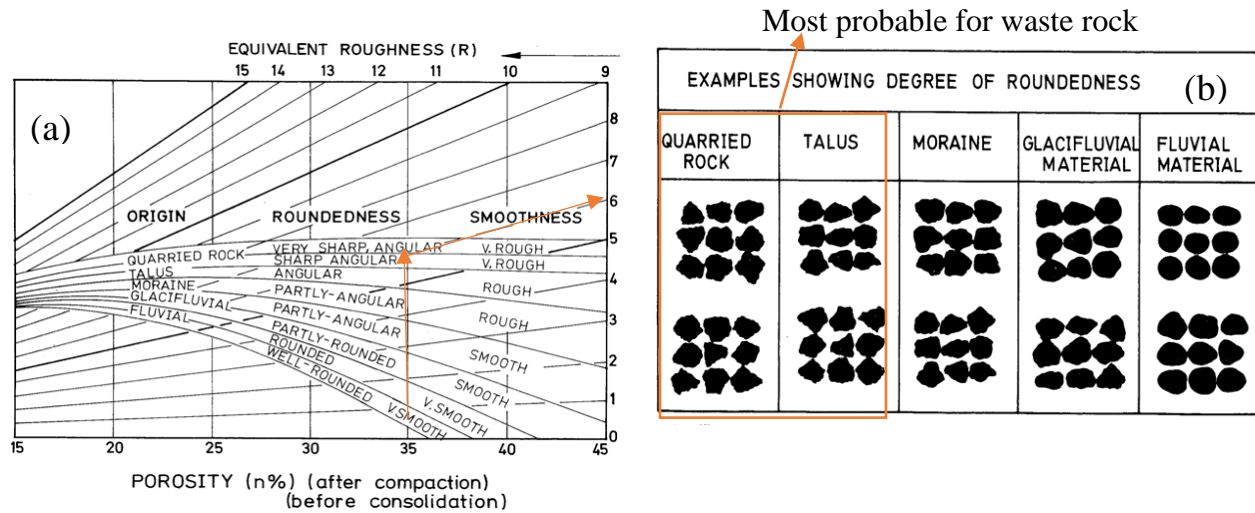 Most probable for waste rock
EQUIVALENT ROUGHNESS (R)
15 14 13 12 11 10 9
(a)
8
7
6
5
4
3
2
1
0
ORIGIN ROUNDEDNESS SMOOTHNESS
QUARRIED ROCK VERY SHARP, ANGULAR V. ROUGH
TALUS SHARP ANGULAR V. ROUGH
MORAINE ANGULAR ROUGH
GLACIFLUVIAL PARTLY-ANGULAR ROUGH
FLUVIAL PARTLY-ANGULAR SMOOTH
PARTLY-ROUNDED SMOOTH
ROUNDED V. SMOOTH
WELL-ROUNDED V. SMOOTH
15 20 25 30 35 40 45
POROSITY (n%) (after compaction)
(before consolidation)
EXAMPLES SHOWING DEGREE OF ROUNDEDNESS
(b)
QUARRIED
ROCK
TALUS
MORAINE
GLACIFLUVIAL
MATERIAL
FLUVIAL
MATERIAL